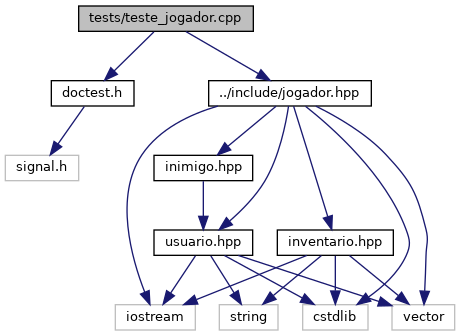 tests/teste_jogador.cpp
doctest.h
../include/jogador.hpp
signal.h
inimigo.hpp
usuario.hpp
inventario.hpp
iostream
string
cstdlib
vector